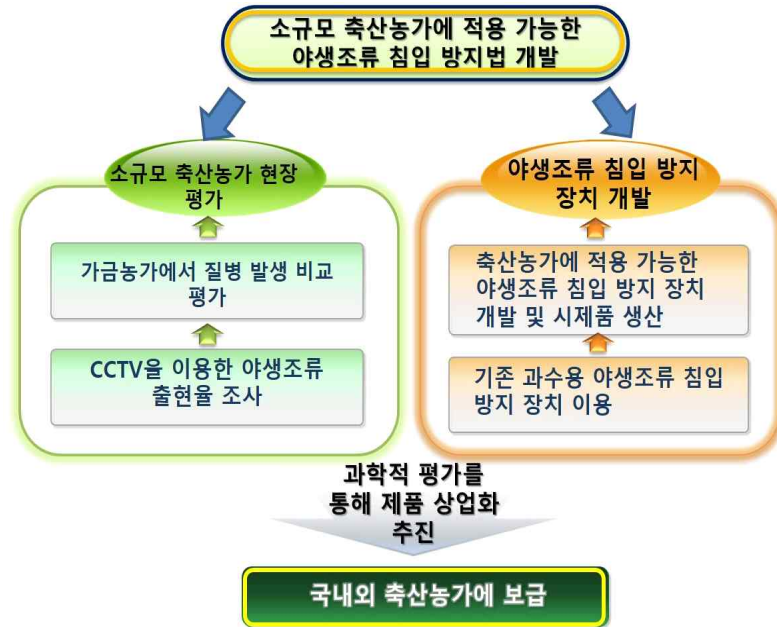 소규모 축산농가에 적용 가능한
야생조류 침입 방지법 개발
소규모 축산농가 현장
평가
가금농가에서 질병 발생 비교
평가
CCTV을 이용한 야생조류
출현율 조사
야생조류 침입 방지
장치 개발
축산농가에 적용 가능한
야생조류 침입 방지 장치
개발 및 시제품 생산
기존 과수용 야생조류 침입
방지 장치 이용
과학적 평가를
통해 제품 상업화
추진
국내외 축산농가에 보급